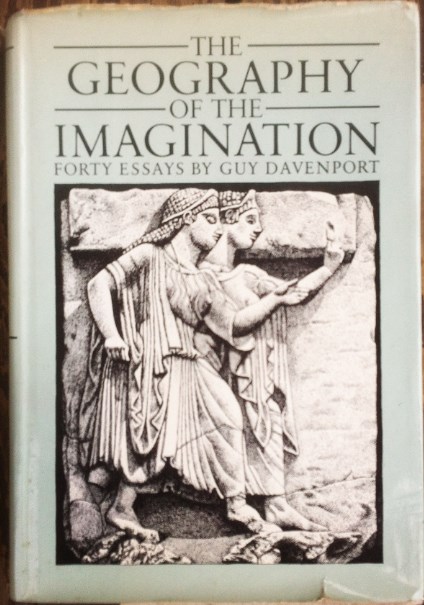 THE
GEOGRAPHY
OF THE
IMAGINATION
FORTY ESSAYS BY GUY DAVENPORT